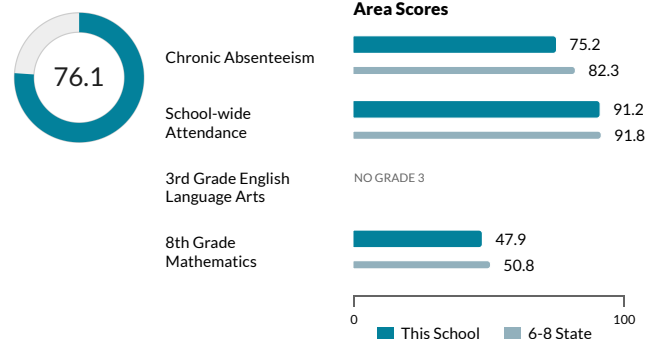 Area Scores
76.1
Chronic Absenteeism
75.2
82.3
School-wide
Attendance
91.2
91.8
3rd Grade English
Language Arts
NO GRADE 3
8th Grade
Mathematics
47.9
50.8
0
100
This School
6-8 State